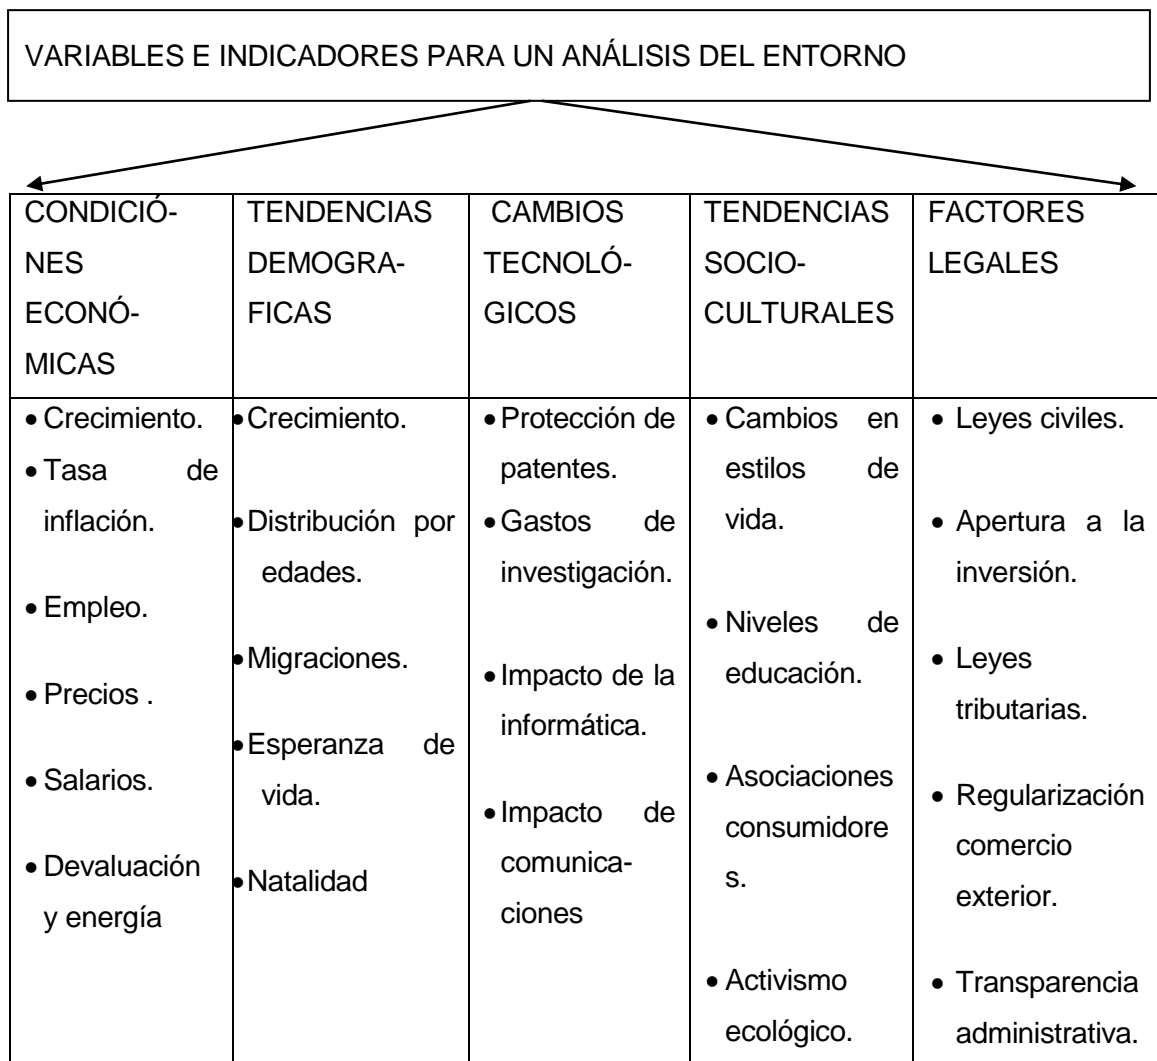 VARIABLES E INDICADORES PARA UN ANÁLISIS DEL ENTORNO
CONDICIÓ-
NES
ECONÓ-
MICAS
TENDENCIAS
DEMOGRA-
FICAS
CAMBIOS
TECNOLÓ-
GICOS
TENDENCIAS
SOCIO-
CULTURALES
FACTORES
LEGALES
• Crecimiento.
• Tasa de
inflación.
• Empleo.
• Precios .
• Salarios.
• Devaluación
y energía
• Crecimiento.
• Distribución por
edades.
• Migraciones.
• Esperanza de
vida.
• Natalidad
• Protección de
patentes.
• Gastos de
investigación.
• Impacto de la
informática.
• Impacto de
comunica-
ciones
• Cambios en
estilos de
vida.
• Niveles de
educación.
• Asociaciones
consumidore
s.
• Activismo
ecológico.
• Leyes civiles.
• Apertura a la
inversión.
• Leyes
tributarias.
• Regularización
comercio
exterior.
• Transparencia
administrativa.